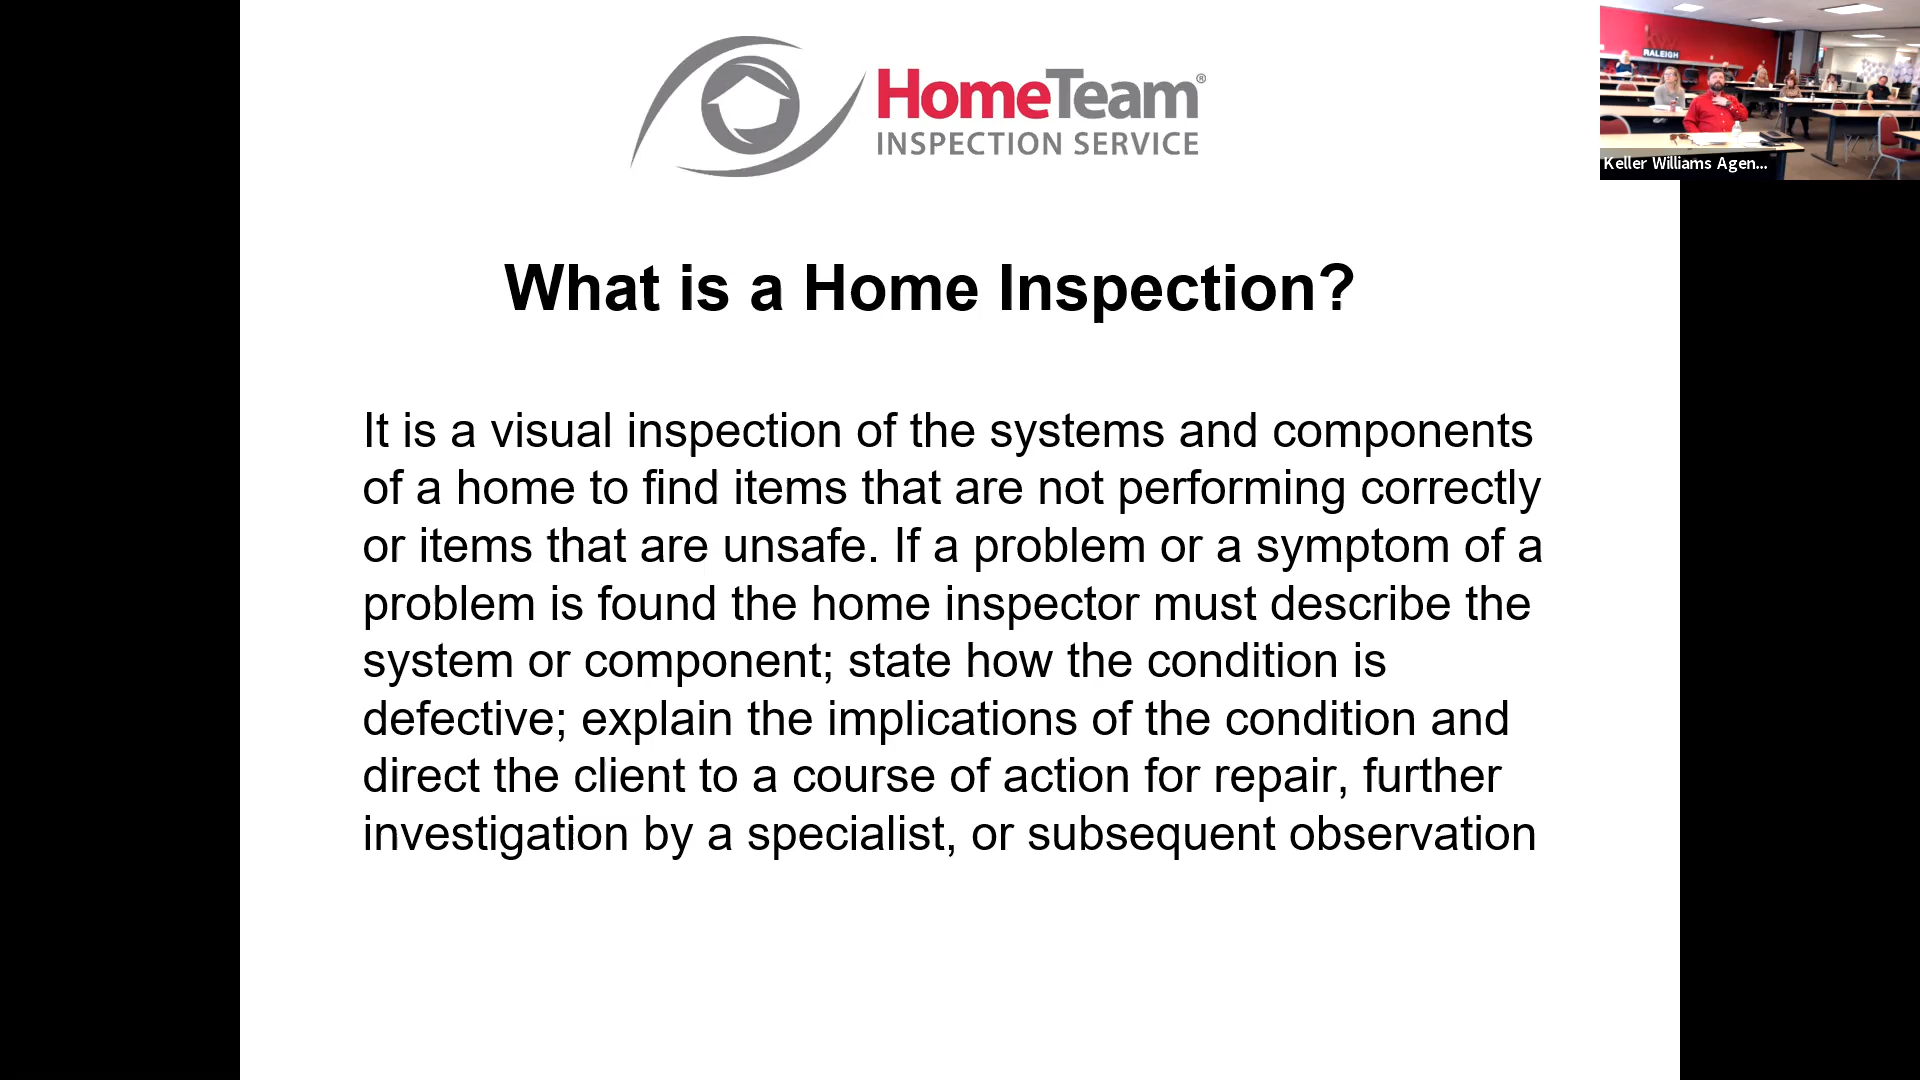 HomeTeam®
INSPECTION SERVICE
RALEIGH
Keller Williams Agen...
What is a Home Inspection?
It is a visual inspection of the systems and components
of a home to find items that are not performing correctly
or items that are unsafe. If a problem or a symptom of a
problem is found the home inspector must describe the
system or component; state how the condition is
defective; explain the implications of the condition and
direct the client to a course of action for repair, further
investigation by a specialist, or subsequent observation